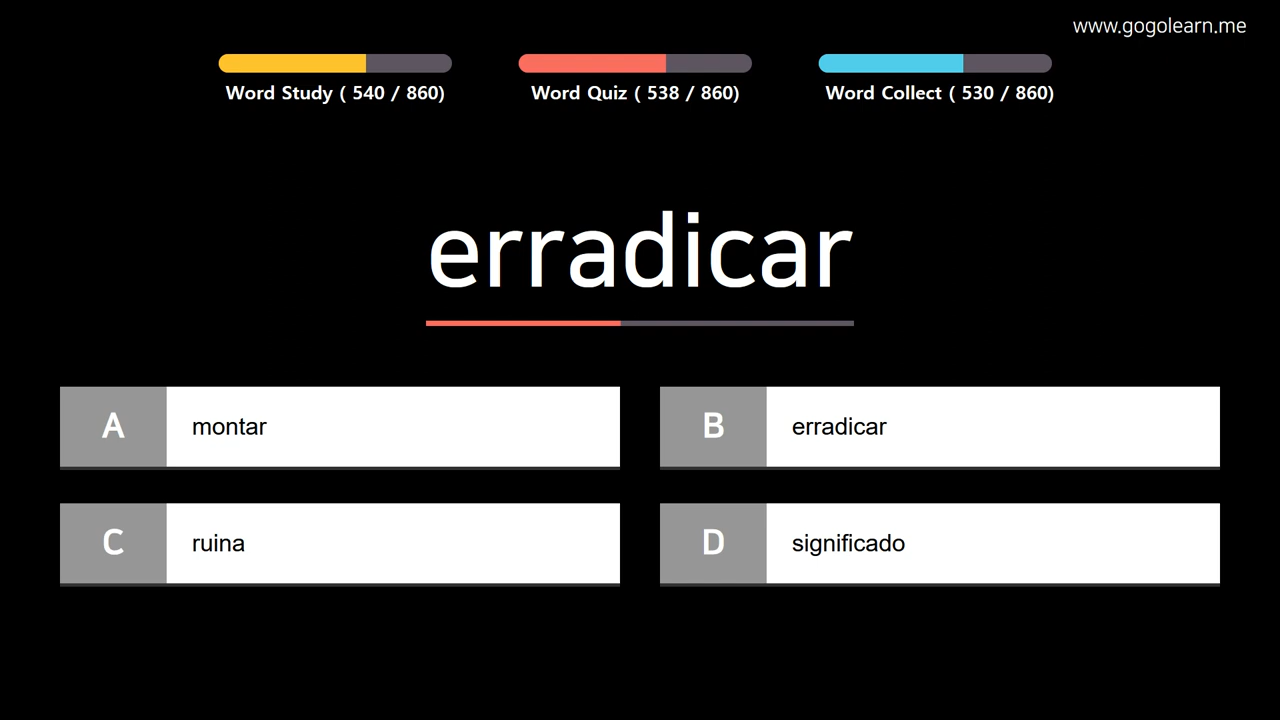 www.gogolearn.me
Word Study ( 540 / 860)
Word Quiz ( 538 / 860)
Word Collect ( 530 / 860)
erradicar
A montar
B erradicar
C ruina
D significado